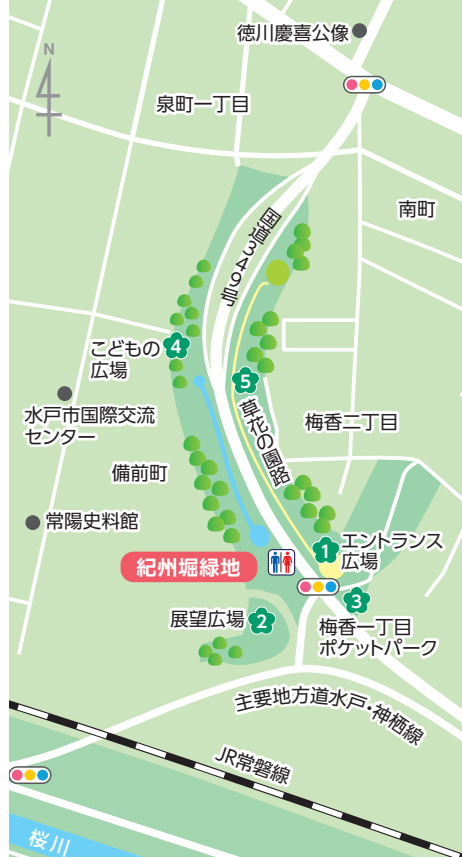 徳川慶喜公像
N
泉町一丁目
南町
国道349号
こどもの
広場
4
5
水戸市国際交流
センター
草花の園路
梅香二丁目
備前町
常陽史料館
1
エントランス
広場
紀州堀緑地
3
展望広場
2
梅香一丁目
ポケットパーク
主要地方道水戸・神栖線
JR常磐線
桜川